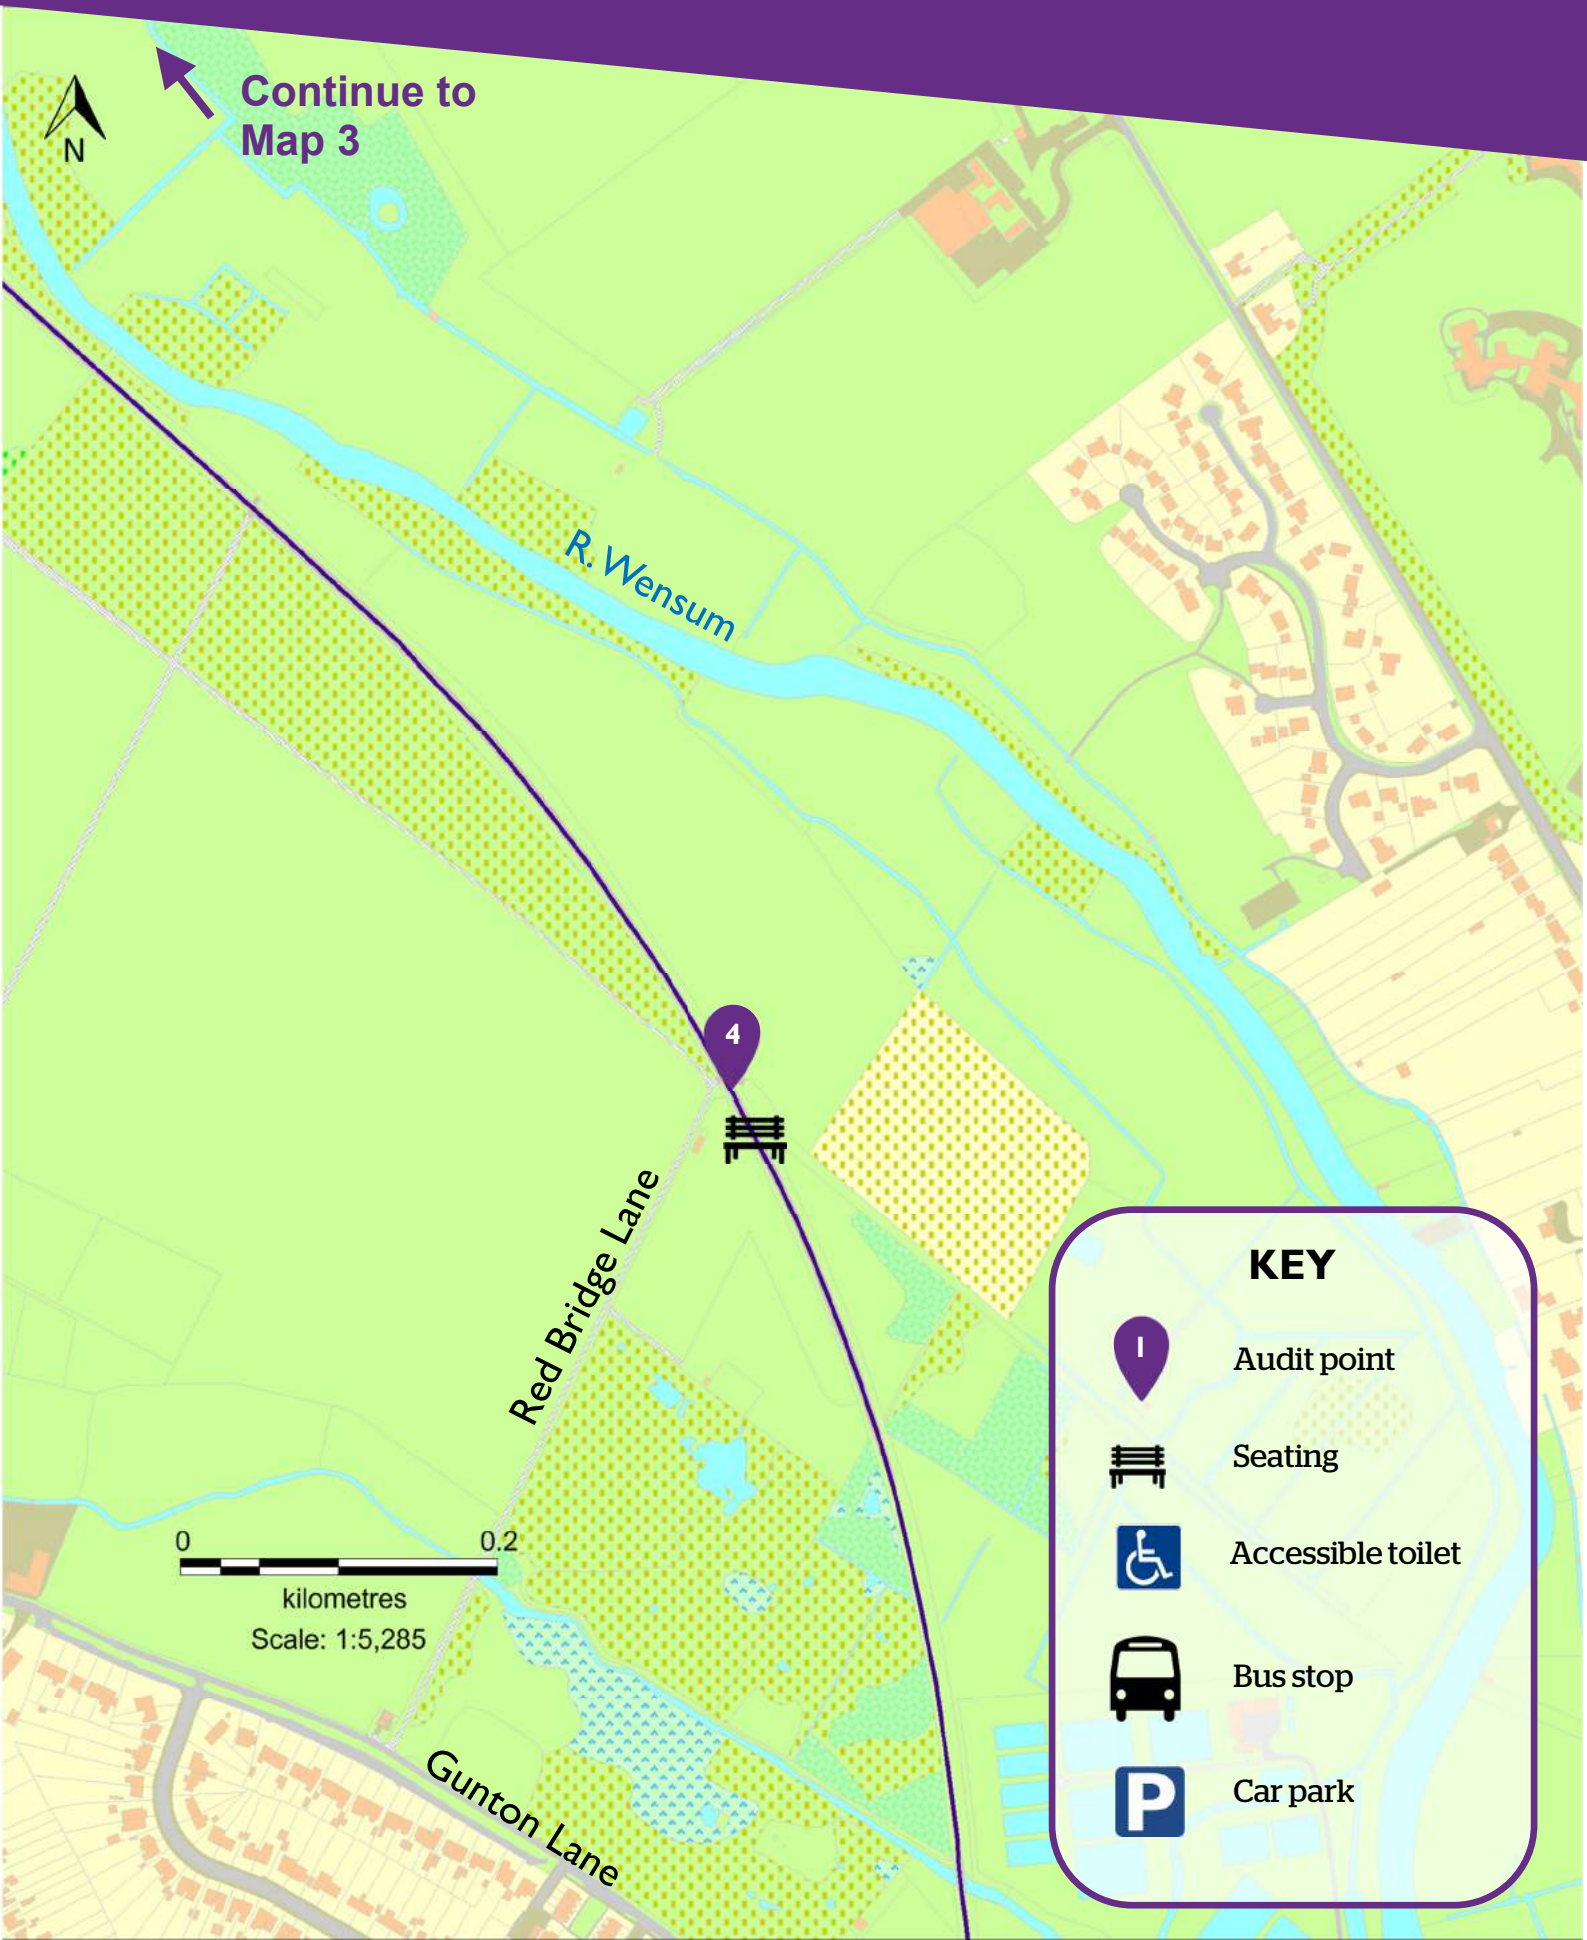 Continue to
Map 3
N
R. Wensum
4
Red Bridge Lane
0 0.2
kilometres
Scale: 1:5,285
Gunton Lane
KEY
1
Audit point
Seating
Accessible toilet
Bus stop
P
Car park